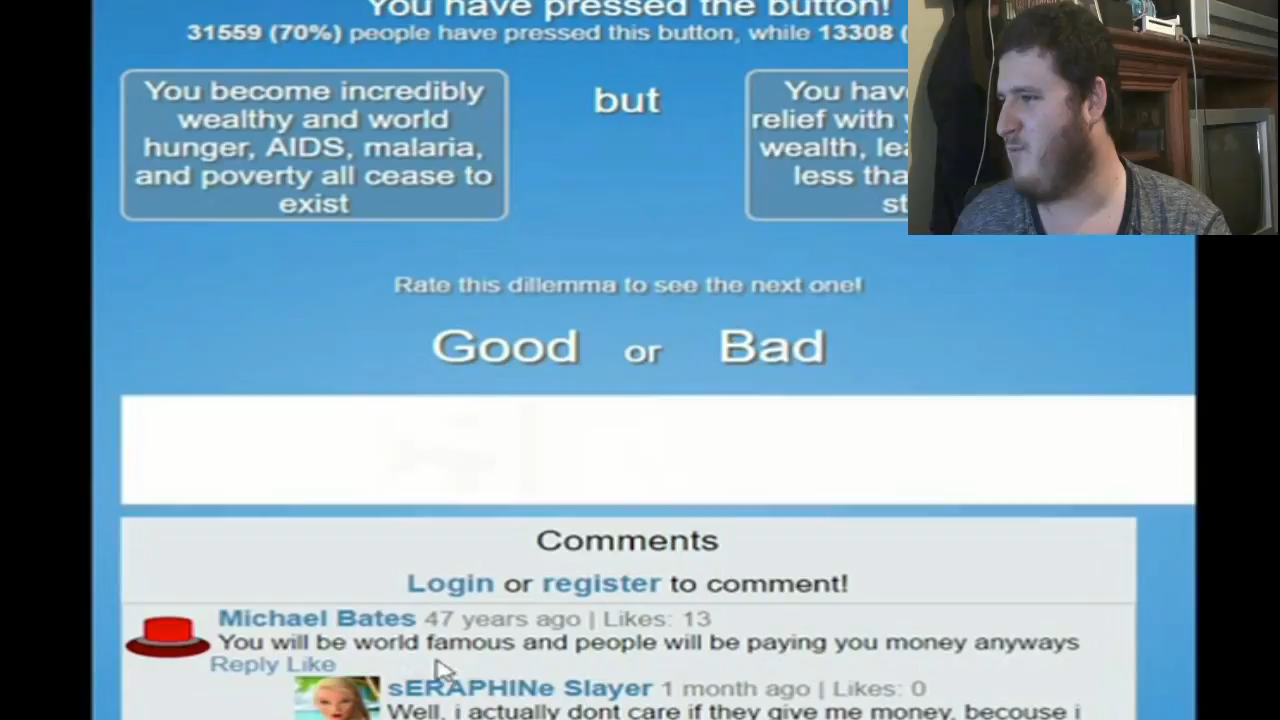 You have pressed the button!
31559 (70%) people have pressed this button, while 13308 (
You become incredibly
wealthy and world
hunger, AIDS, malaria,
and poverty all cease to
exist
but
You have
relief with
wealth,
less
Rate this dillemma to see the next one!
Good or Bad
Comments
Login or register to comment!
Michael Bates 47 years ago | Likes: 13
You will be world famous and people will be paying you money anyways
Reply Like
sERAPHINe Slayer 1 month ago | Likes: 0
Well, i actually dont care if they give me money, becouse i